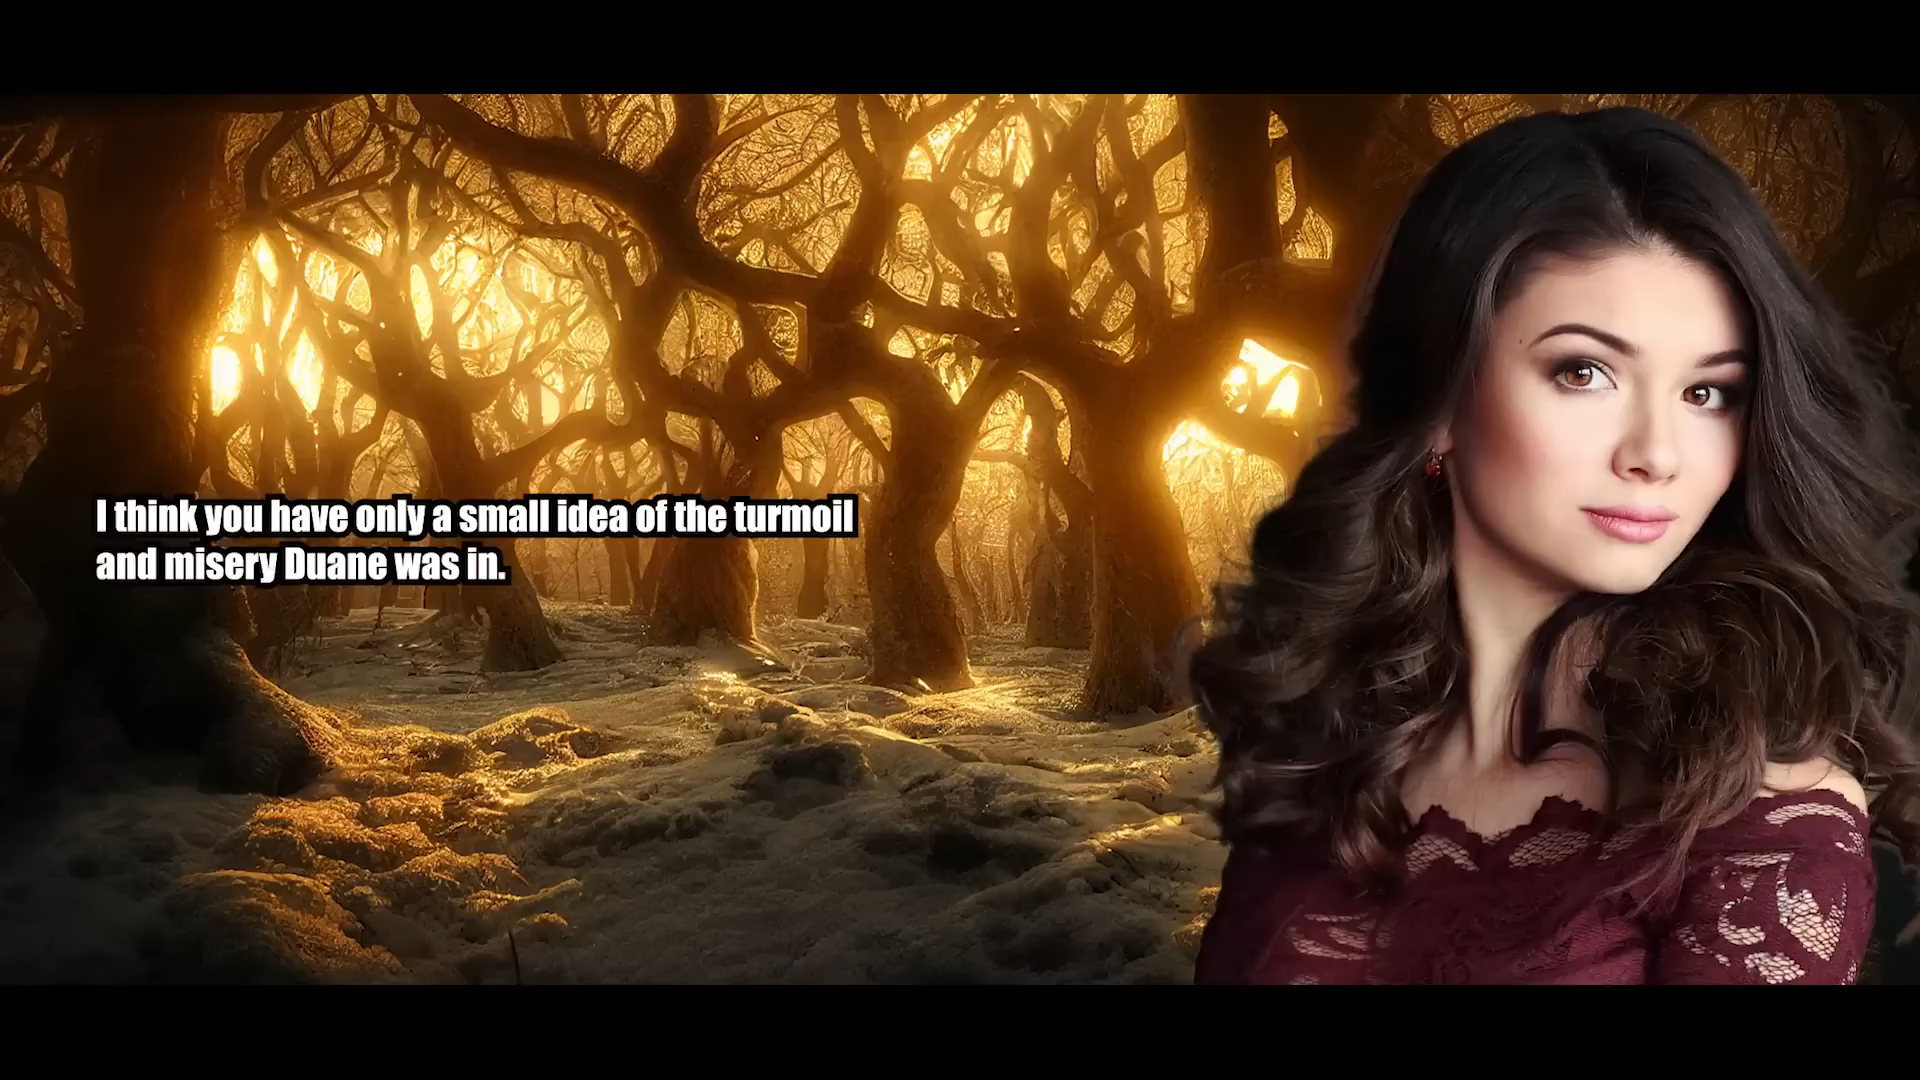 I think you have only a small idea of the turmoil
and misery Duane was in.